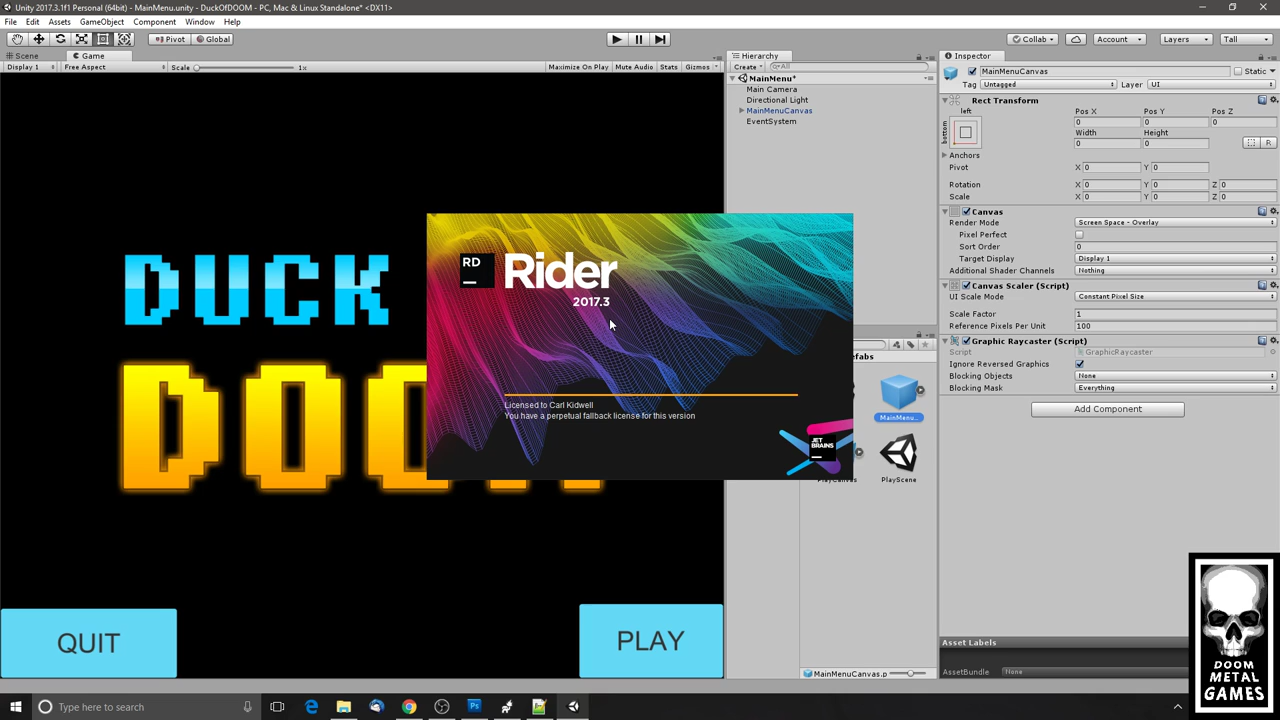 Unity 2017.3.1f1 Personal (64bit) - MainMenu.unity - DuckOfDOOM - PC, Mac & Linux Standalone* <DX11>
File Edit Assets GameObject Component Window Help
Pivot Global
Collab Account Layers Tall
Scene Game
Display 1 Free Aspect Scale 1x Maximize On Play Mute Audio Stats Gizmos
Hierarchy
Create All
MainMenu*
Main Camera
Directional Light
MainMenuCanvas
EventSystem
Inspector
MainMenuCanvas Static
Tag Untagged Layer UI
Rect Transform
left
bottom
Pos X Pos Y Pos Z
0 0 0
Width Height
0 0
R
Anchors
Pivot X 0 Y 0
Rotation X 0 Y 0 Z 0
Scale X 0 Y 0 Z 0
Canvas
Render Mode Screen Space - Overlay
Pixel Perfect
Sort Order 0
Target Display Display 1
Additional Shader Channels Nothing
Canvas Scaler (Script)
UI Scale Mode Constant Pixel Size
Scale Factor 1
Reference Pixels Per Unit 100
Graphic Raycaster (Script)
Script GraphicRaycaster
Ignore Reversed Graphics
Blocking Objects None
Blocking Mask Everything
Add Component
DUCK
RD
Rider
2017.3
Licensed to Carl Kidwell
You have a perpetual fallback license for this version
JET
BRAINS
efabs
MainMenu...
PlayCanvas PlayScene
QUIT
PLAY
MainMenuCanvas.p
Asset Labels
AssetBundle None
DOOM
METAL
GAMES
Type here to search